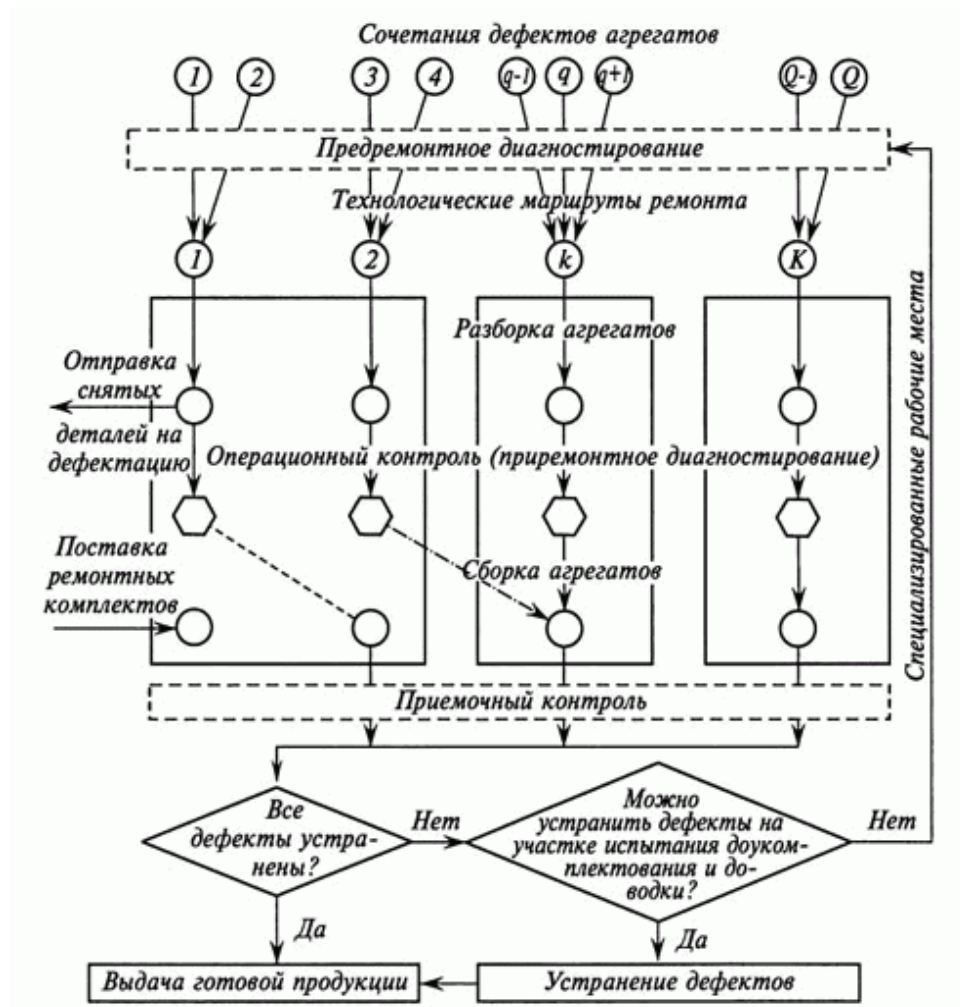 Сочетания дефектов агрегатов
1 2 3 4 q-1 q q+1 Q-1 Q
Предремонтное диагностирование
Технологические маршруты ремонта
1 2 k K
Разборка агрегатов
Отправка
снятых
деталей на
дефектацию
Операционный контроль (приремонтное диагностирование)
Поставка
ремонтных
комплектов
Сборка агрегатов
Специализированные рабочие места
Приемочный контроль
Все
дефекты устра-
нены?
Нет
Можно
устранить дефекты на
участке испытания доуком-
плектования и до-
водки?
Нет
Да
Да
Выдача готовой продукции
Устранение дефектов